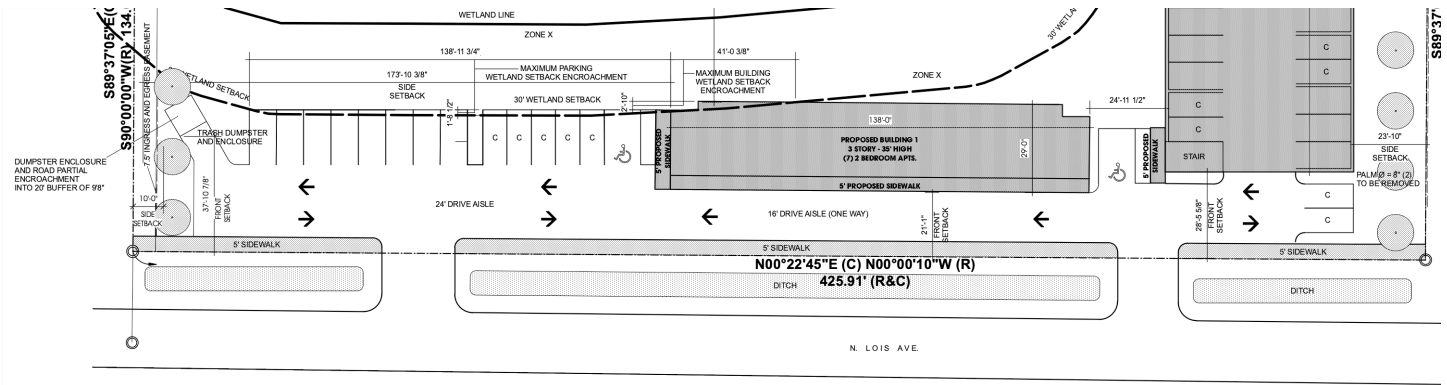 WETLAND LINE
ZONE X
138'-11 3/4"
41'-0 3/8"
MAXIMUM PARKING
WETLAND SETBACK ENCROACHMENT
173'-10 3/8"
SIDE
SETBACK
MAXIMUM BUILDING
WETLAND SETBACK
ENCROACHMENT
ZONE X
30' WETLAND SETBACK
WETLAND SETBACK
S89°37'05"E
S90°00'00"W(R) 134.
7.5' INGRESS AND EGRESS EASEMENT
TRASH DUMPSTER
AND ENCLOSURE
DUMPSTER ENCLOSURE
AND ROAD PARTIAL
ENCROACHMENT
INTO 20' BUFFER OF 9'8"
10'-0"
SIDE
SETBACK
37'-10 7/8"
FRONT
SETBACK
1'-8 1/2"
2'-10"
C C C C C
5' PROPOSED
SIDEWALK
138'-0"
PROPOSED BUILDING 1
3 STORY - 35' HIGH
(7) 2 BEDROOM APTS.
29'-0"
5' PROPOSED SIDEWALK
24'-11 1/2"
5' PROPOSED
SIDEWALK
C
C
C
C
STAIR
S89°37'
23'-10"
SIDE
SETBACK
PALM Ø = 8" (2)
TO BE REMOVED
C
C
24' DRIVE AISLE
16' DRIVE AISLE (ONE WAY)
21'-1"
FRONT
SETBACK
28'-5 5/8"
FRONT
SETBACK
5' SIDEWALK
5' SIDEWALK
5' SIDEWALK
N00°22'45"E (C) N00°00'10"W (R)
425.91' (R&C)
DITCH
DITCH
N. LOIS AVE.